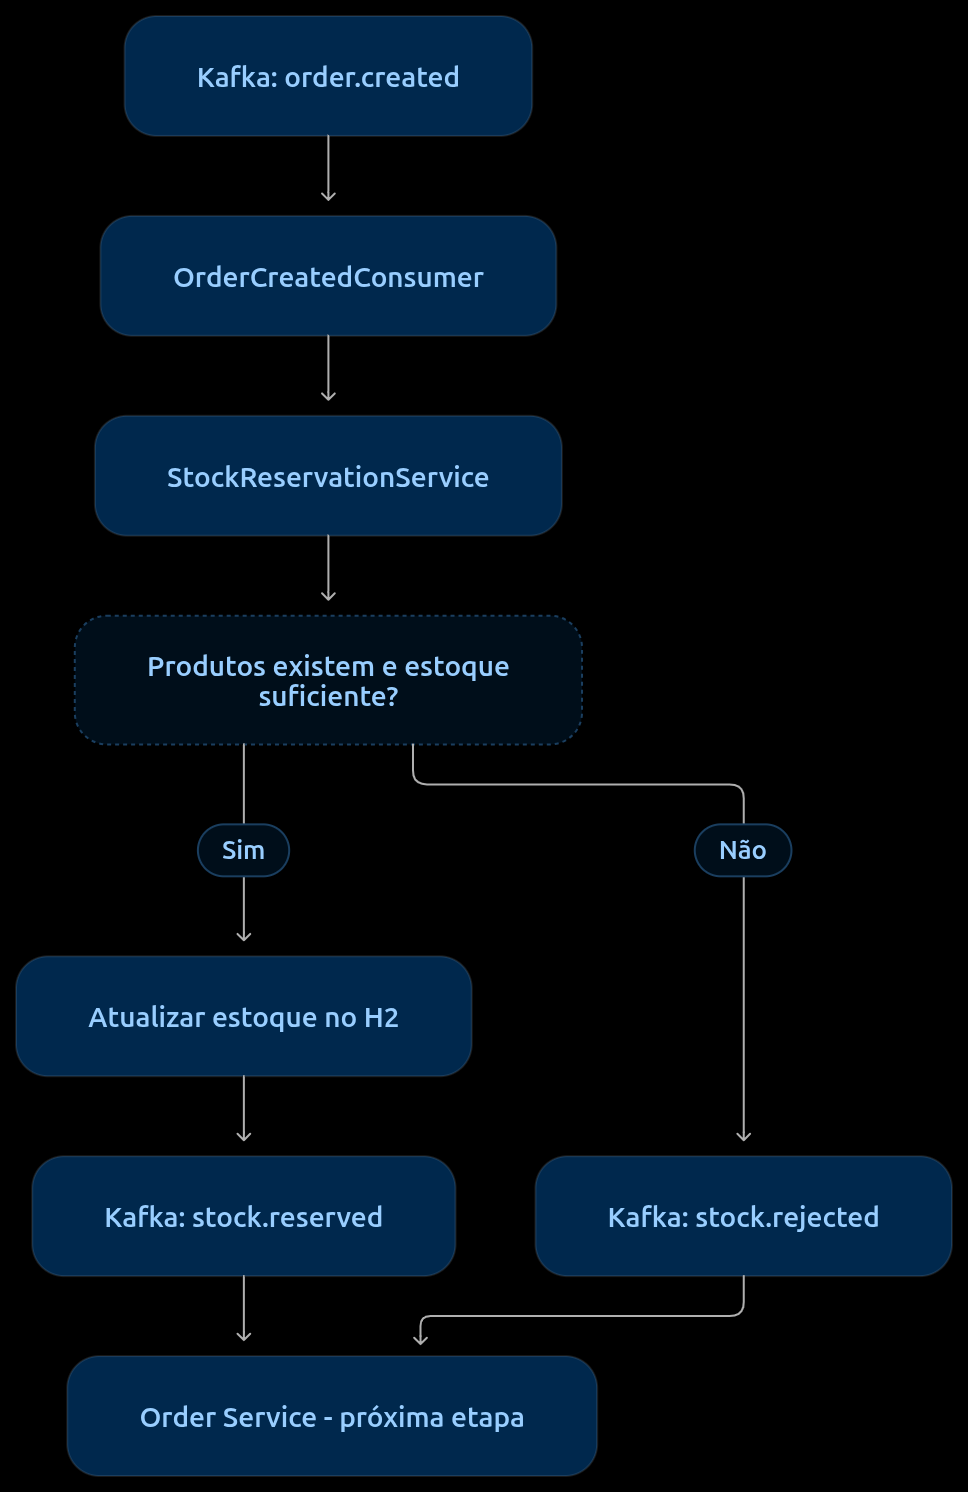 Kafka: order.created
OrderCreatedConsumer
StockReservationService
Produtos existem e estoque
suficiente?
Sim
Não
Atualizar estoque no H2
Kafka: stock.reserved
Kafka: stock.rejected
Order Service - próxima etapa